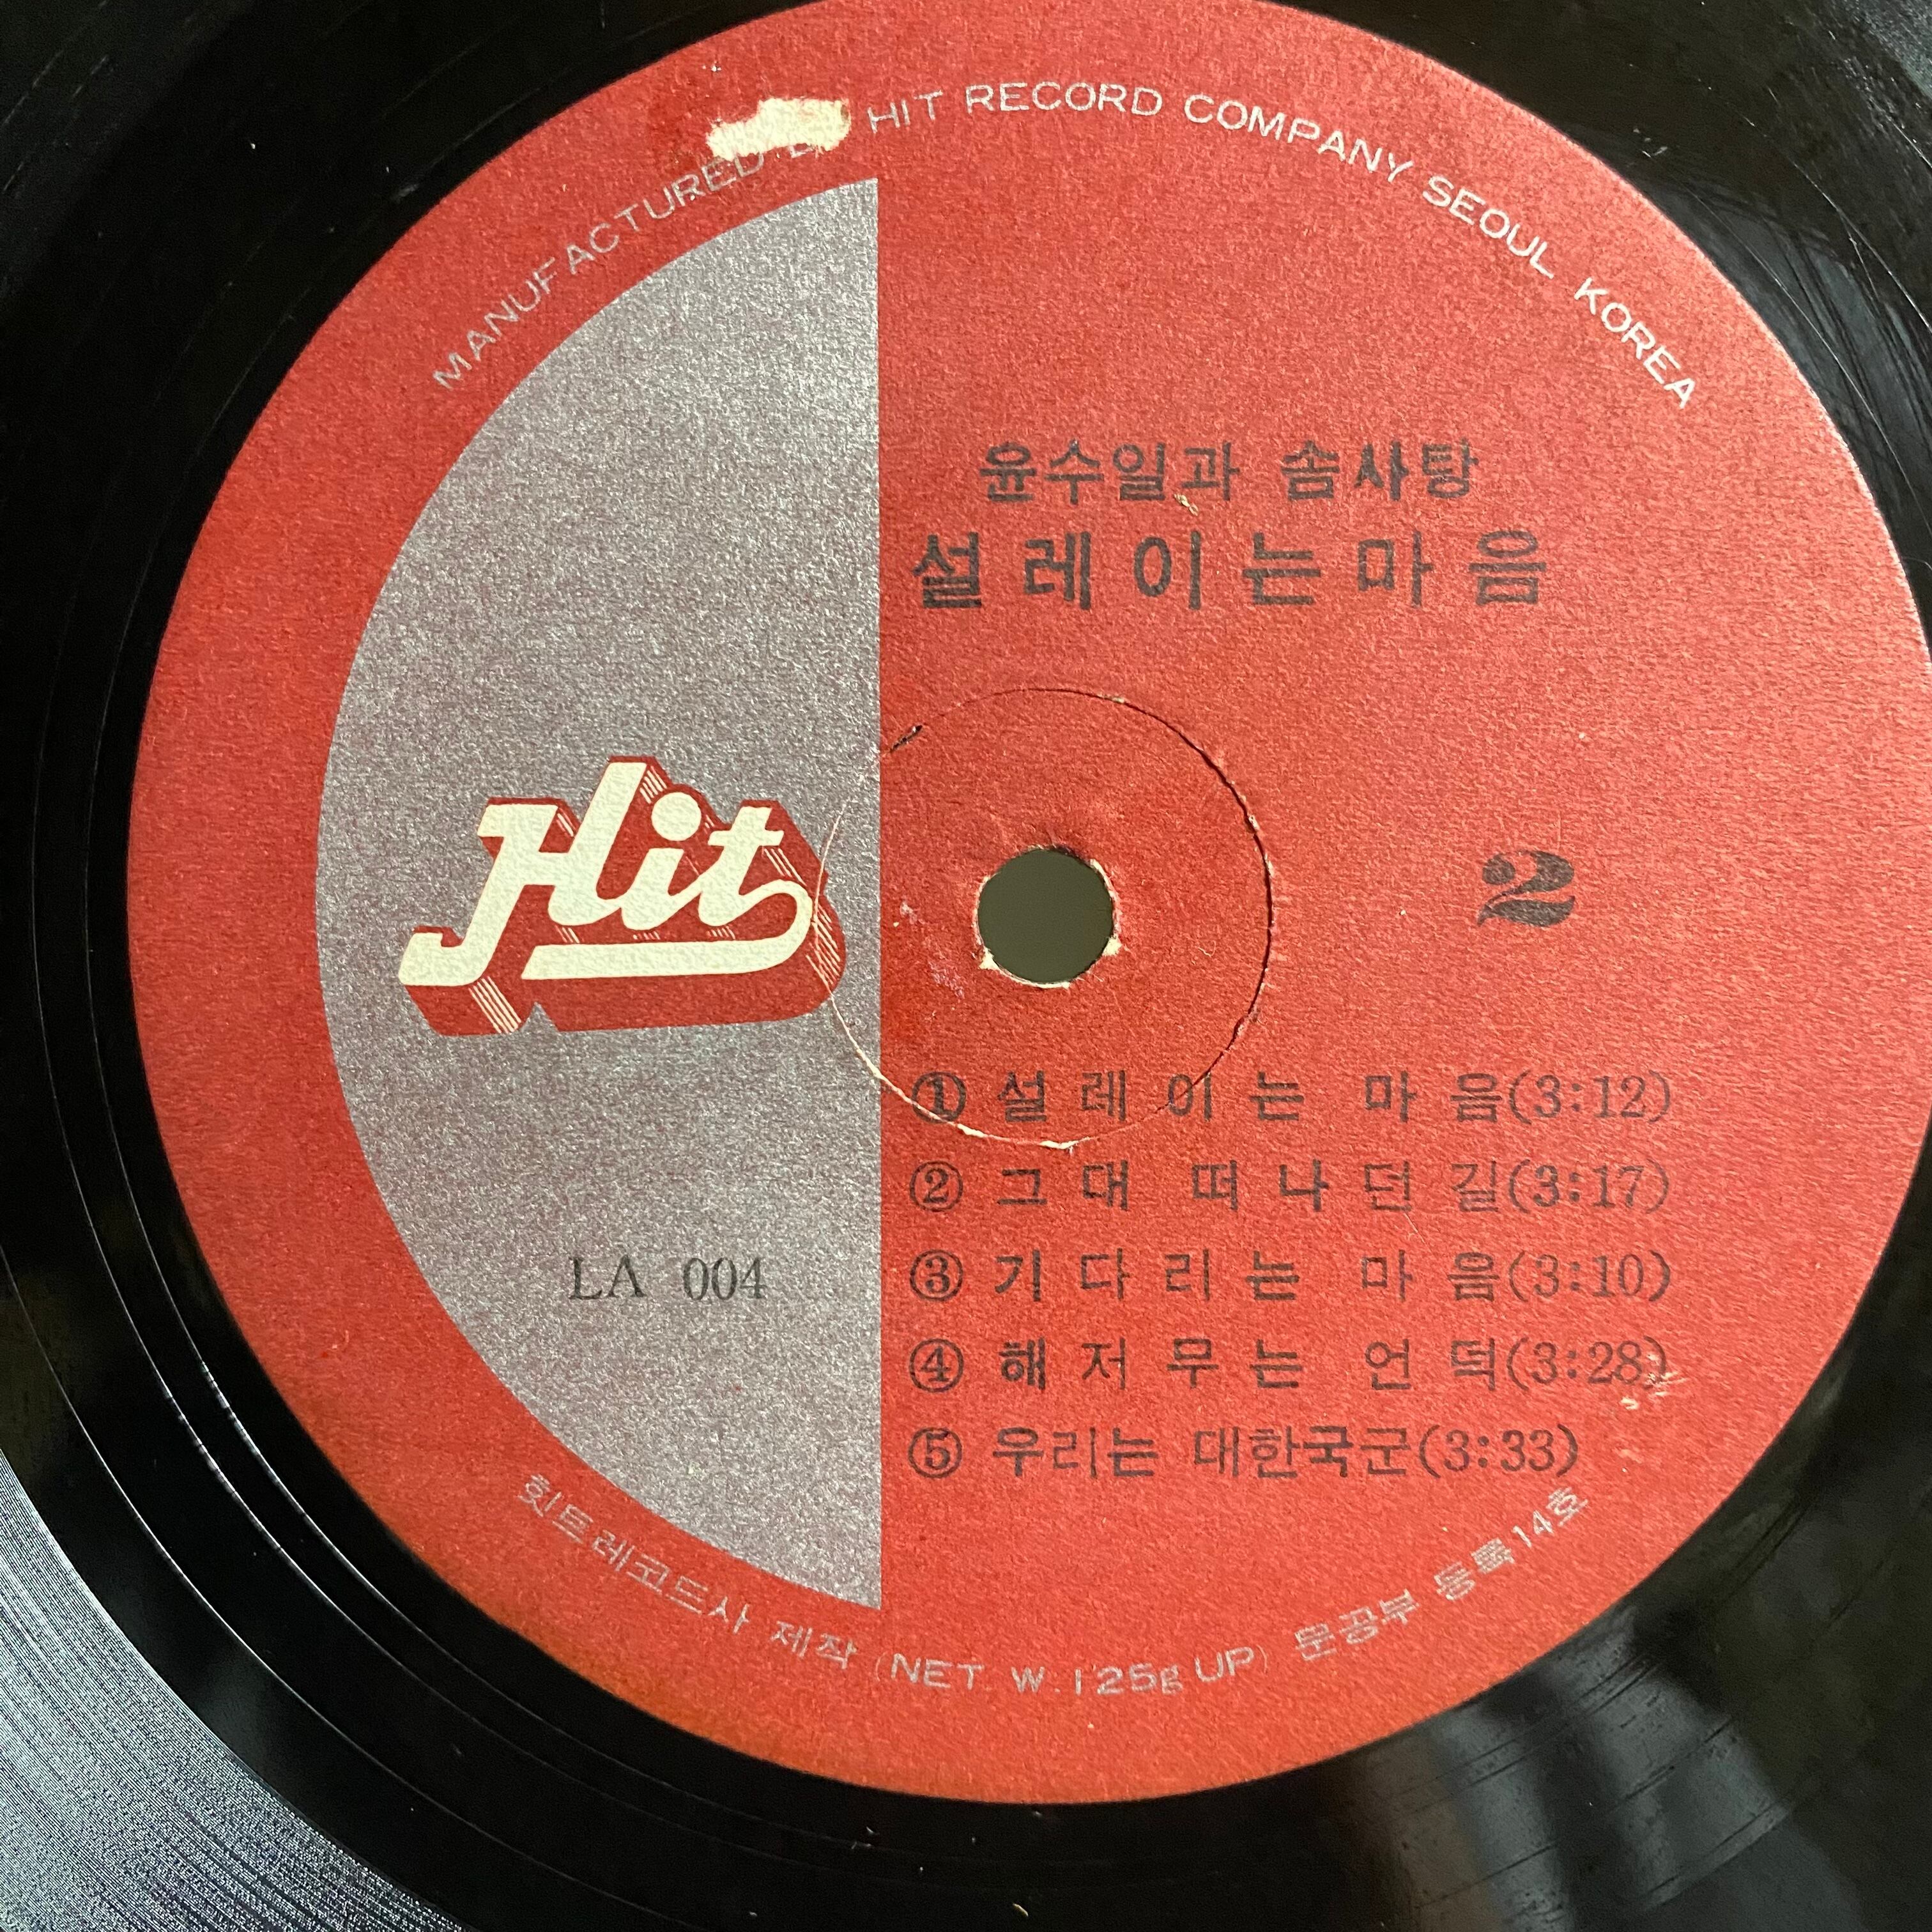 MANUFACTURED BY HIT RECORD COMPANY SEOUL KOREA
윤수일과 솜사탕
설레이는마음
Hit
2
① 설 레 이 는 마 음(3:12)
② 그 대 떠 나 던 길(3:17)
LA 004
③ 기 다 리 는 마 음(3:10)
④ 해 저 무 는 언 덕(3:28)
⑤ 우리는 대한국군(3:33)
힛트레코드사 제작 (NET. W. 125g UP) 문공부 등록14호